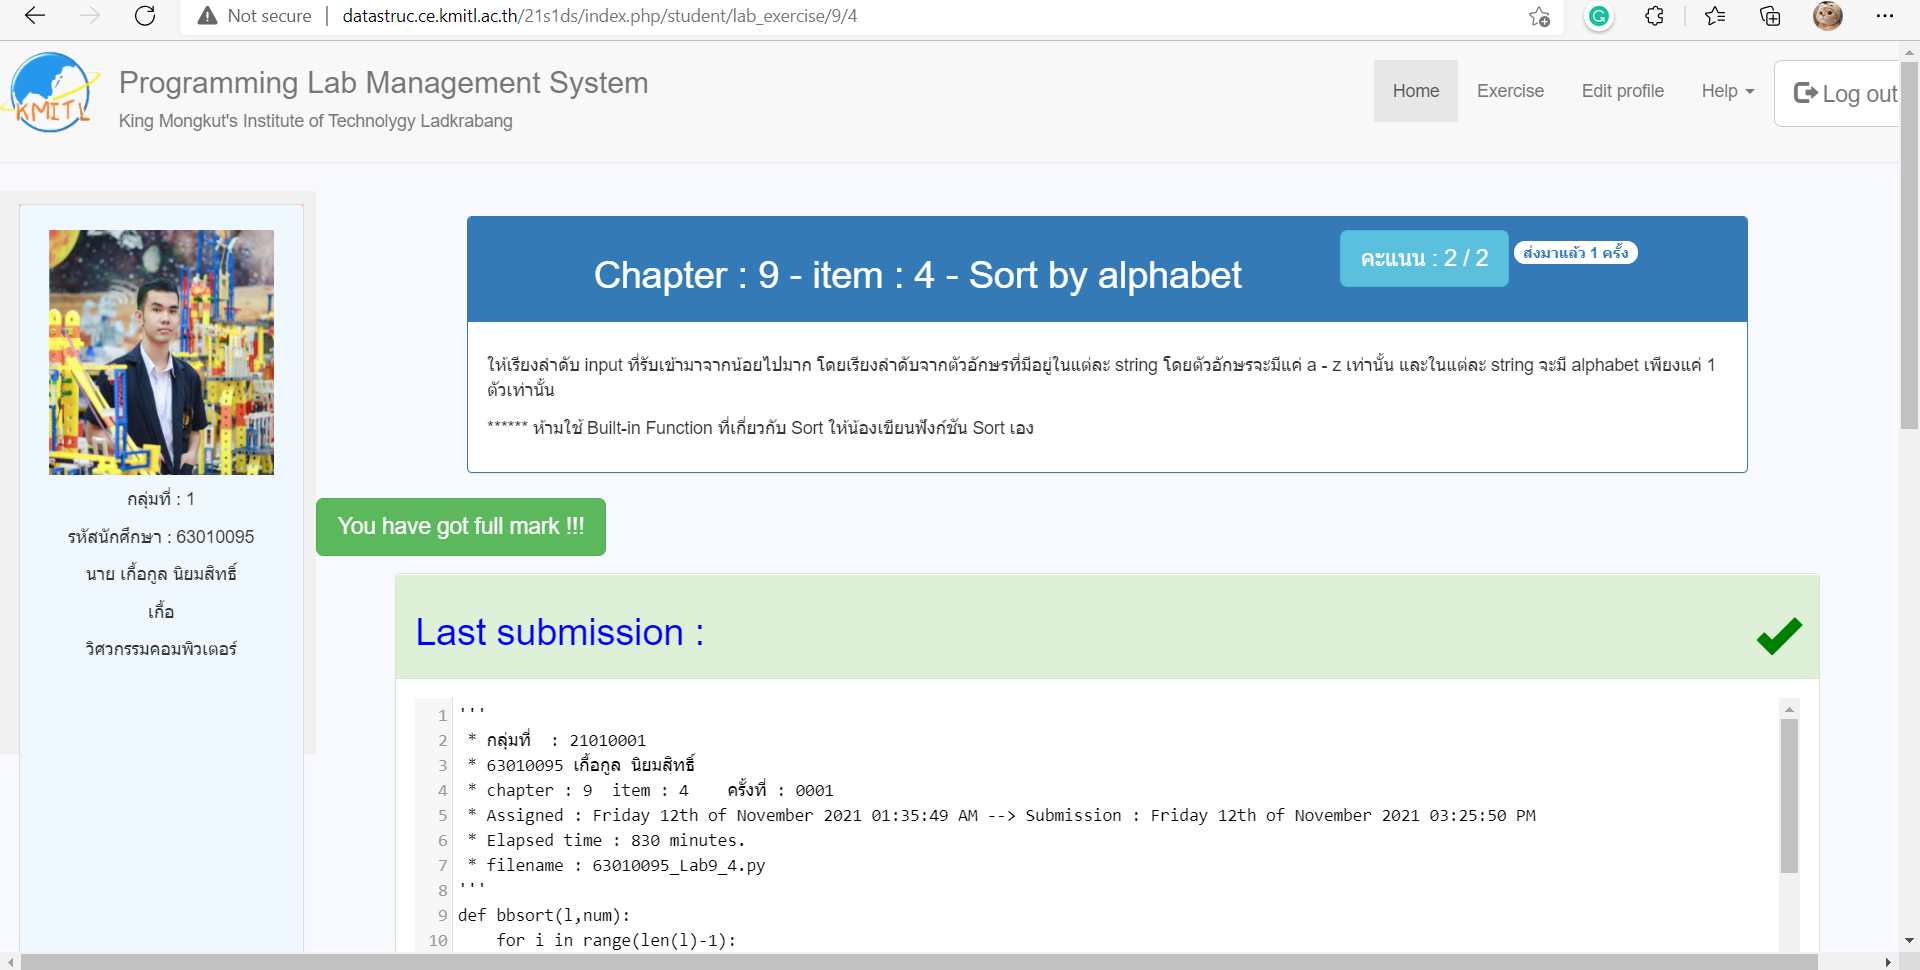 Not secure
datastruc.ce.kmitl.ac.th/21s1ds/index.php/student/lab_exercise/9/4
KMITL
Programming Lab Management System
King Mongkut's Institute of Technolygy Ladkrabang
Home
Exercise
Edit profile
Help
Log out
กลุ่มที่ : 1
รหัสนักศึกษา : 63010095
นาย เกื้อกูล นิยมสิทธิ์
เกื้อ
วิศวกรรมคอมพิวเตอร์
Chapter : 9 - item : 4 - Sort by alphabet
คะแนน : 2 / 2
ส่งมาแล้ว 1 ครั้ง
ให้เรียงลำดับ input ที่รับเข้ามาจากน้อยไปมาก โดยเรียงลำดับจากตัวอักษรที่มีอยู่ในแต่ละ string โดยตัวอักษรจะมีแค่ a - z เท่านั้น และในแต่ละ string จะมี alphabet เพียงแค่ 1
ตัวเท่านั้น
****** ห้ามใช้ Built-in Function ที่เกี่ยวกับ Sort ให้น้องเขียนฟังก์ชัน Sort เอง
You have got full mark !!!
Last submission :
1 '''
2 * กลุ่มที่ : 21010001
3 * 63010095 เกื้อกูล นิยมสิทธิ์
4 * chapter : 9 item : 4 ครั้งที่ : 0001
5 * Assigned : Friday 12th of November 2021 01:35:49 AM --> Submission : Friday 12th of November 2021 03:25:50 PM
6 * Elapsed time : 830 minutes.
7 * filename : 63010095_Lab9_4.py
8 '''
9 def bbsort(l,num):
10 for i in range(len(l)-1):